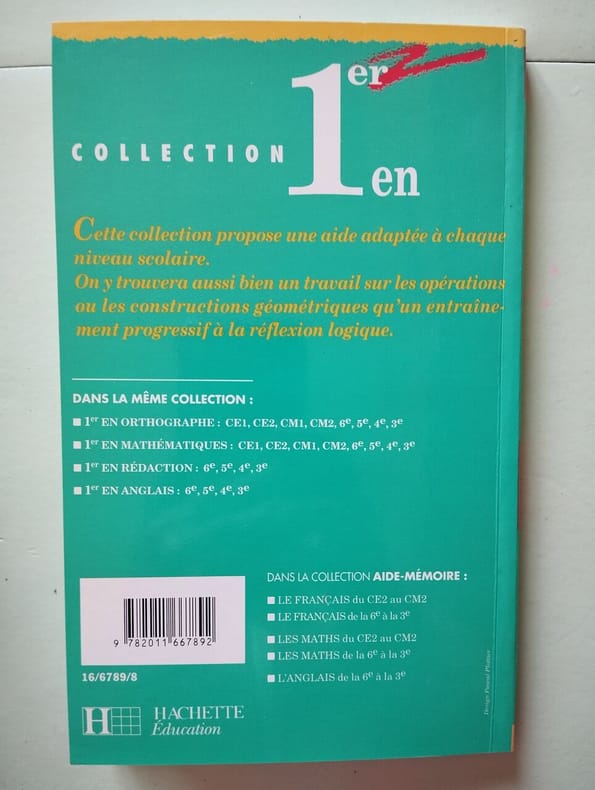 COLLECTION 1er en
Cette collection propose une aide adaptée à chaque
niveau scolaire.
On y trouvera aussi bien un travail sur les opérations
ou les constructions géométriques qu'un entraîne-
ment progressif à la réflexion logique.
DANS LA MÊME COLLECTION :
■ 1er EN ORTHOGRAPHE : CE1, CE2, CM1, CM2, 6e, 5e, 4e, 3e
■ 1er EN MATHÉMATIQUES : CE1, CE2, CM1, CM2, 6e, 5e, 4e, 3e
■ 1er EN RÉDACTION : 6e, 5e, 4e, 3e
■ 1er EN ANGLAIS : 6e, 5e, 4e, 3e
9 782011 667892
16/6789/8
HACHETTE
Éducation
DANS LA COLLECTION AIDE-MÉMOIRE :
■ LE FRANÇAIS du CE2 au CM2
■ LE FRANÇAIS de la 6e à la 3e
■ LES MATHS du CE2 au CM2
■ LES MATHS de la 6e à la 3e
■ L'ANGLAIS de la 6e à la 3e